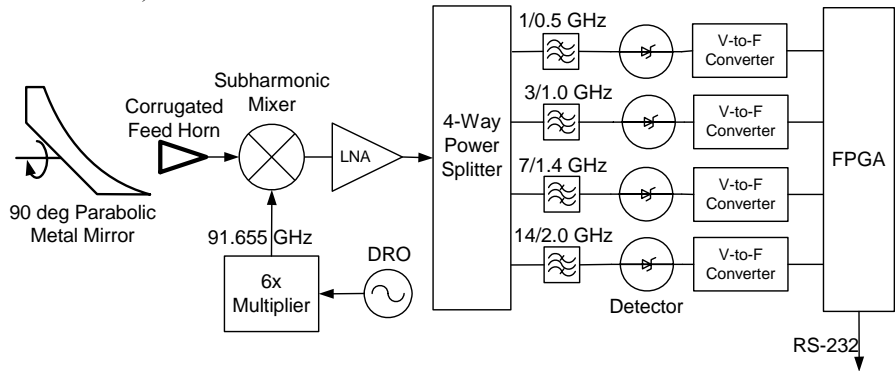 1/0.5 GHz
V-to-F
Converter
Subharmonic
Mixer
Corrugated
Feed Horn
3/1.0 GHz
V-to-F
Converter
4-Way
Power
Splitter
LNA
FPGA
7/1.4 GHz
V-to-F
Converter
90 deg Parabolic
Metal Mirror
91.655 GHz
14/2.0 GHz
V-to-F
Converter
DRO
6x
Multiplier
Detector
RS-232